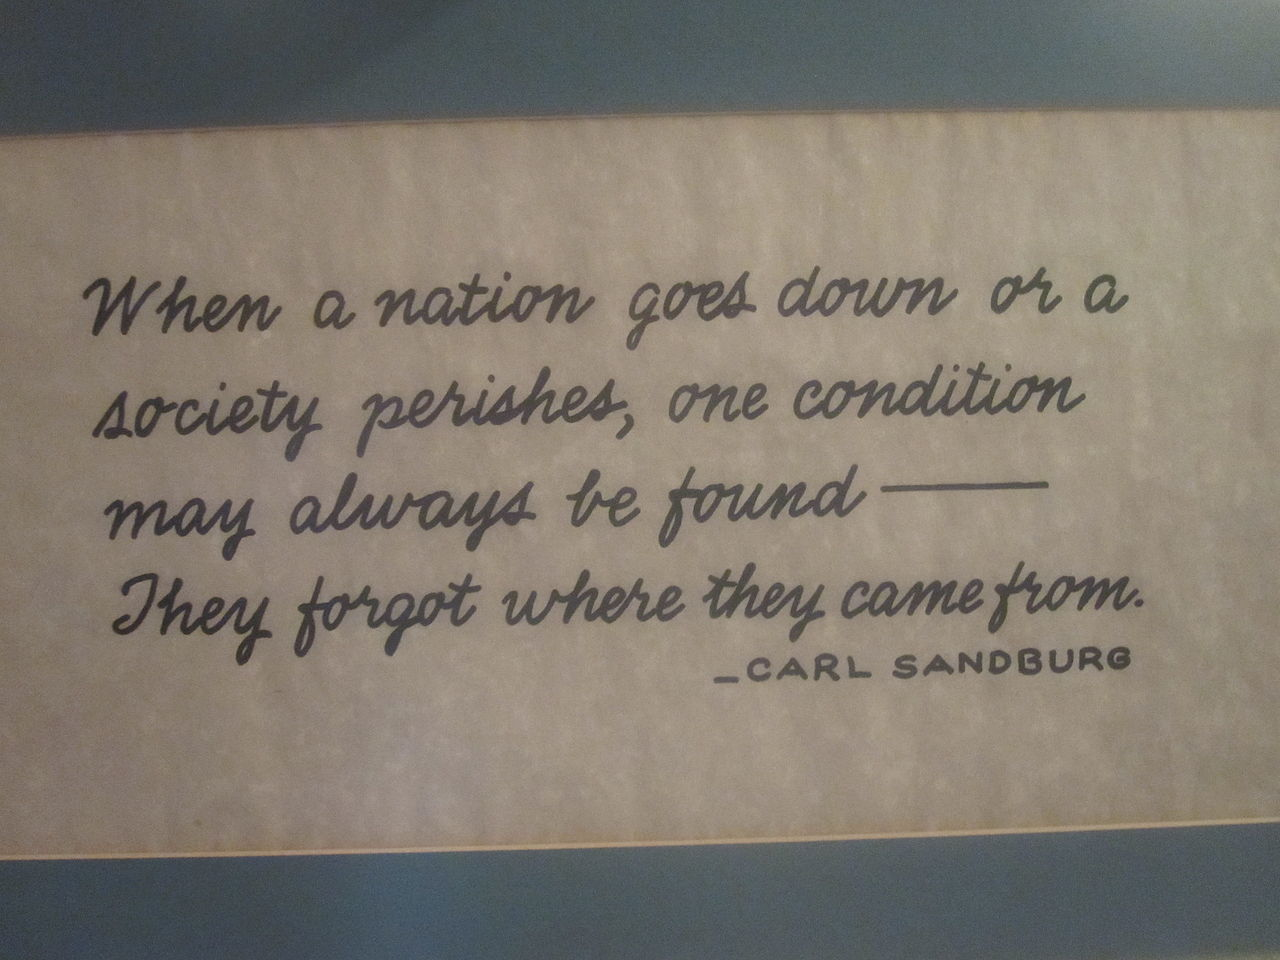 When a nation goes down or a
society perishes, one condition
may always be found —
They forgot where they came from.
—CARL SANDBURG